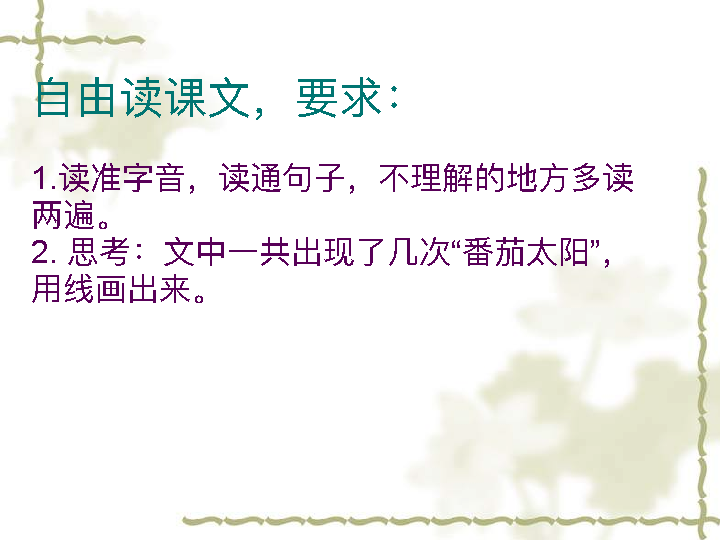 自由读课文，要求：
1.读准字音，读通句子，不理解的地方多读
两遍。
2. 思考：文中一共出现了几次“番茄太阳”，
用线画出来。